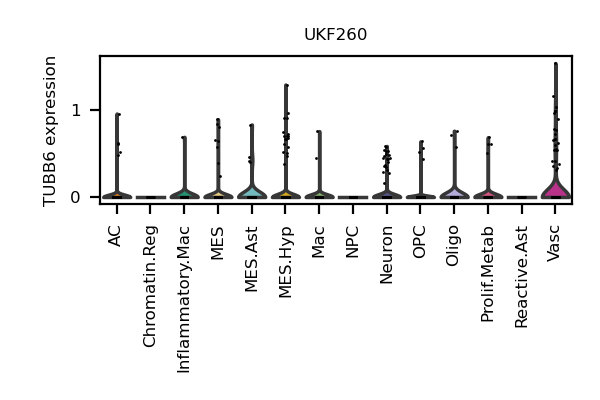 UKF260
TUBB6 expression
1
0
AC
Chromatin.Reg
Inflammatory.Mac
MES
MES.Ast
MES.Hyp
Mac
NPC
Neuron
OPC
Oligo
Prolif.Metab
Reactive.Ast
Vasc